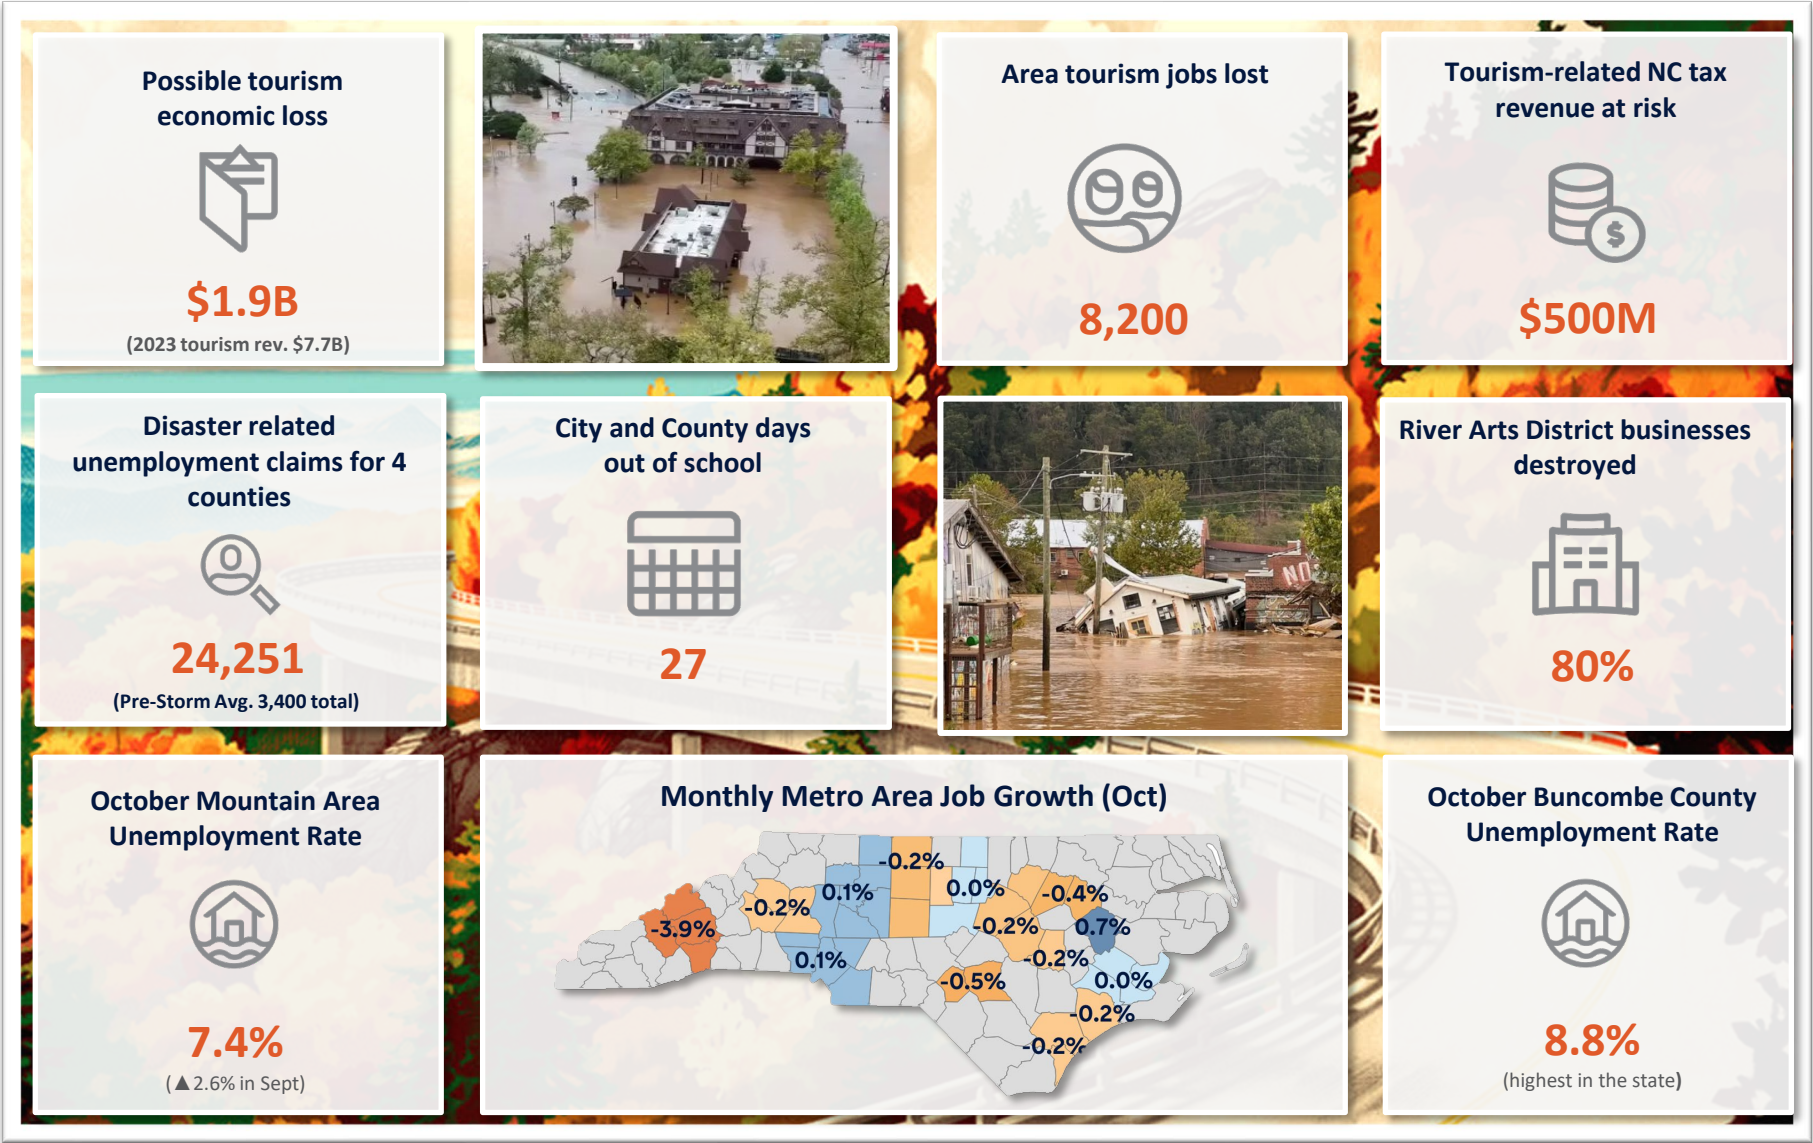 Possible tourism
economic loss
$1.9B
(2023 tourism rev. $7.7B)
Area tourism jobs lost
8,200
Tourism-related NC tax
revenue at risk
$
$500M
Disaster related
unemployment claims for 4
counties
24,251
(Pre-Storm Avg. 3,400 total)
City and County days
out of school
27
NO
River Arts District businesses
destroyed
80%
October Mountain Area
Unemployment Rate
7.4%
(▲2.6% in Sept)
Monthly Metro Area Job Growth (Oct)
-0.2%
0.1%
0.0%
-0.4%
-0.2%
-3.9%
-0.2%
0.7%
0.1%
-0.2%
-0.5%
0.0%
-0.2%
-0.2%
October Buncombe County
Unemployment Rate
8.8%
(highest in the state)